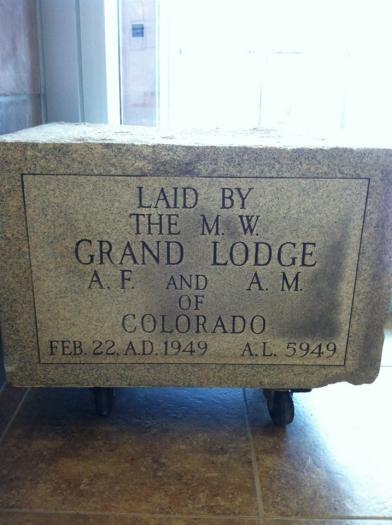 LAID BY
THE M. W.
GRAND LODGE
A. F. AND A. M.
OF
COLORADO
FEB. 22, A.D. 1949 A.L. 5949